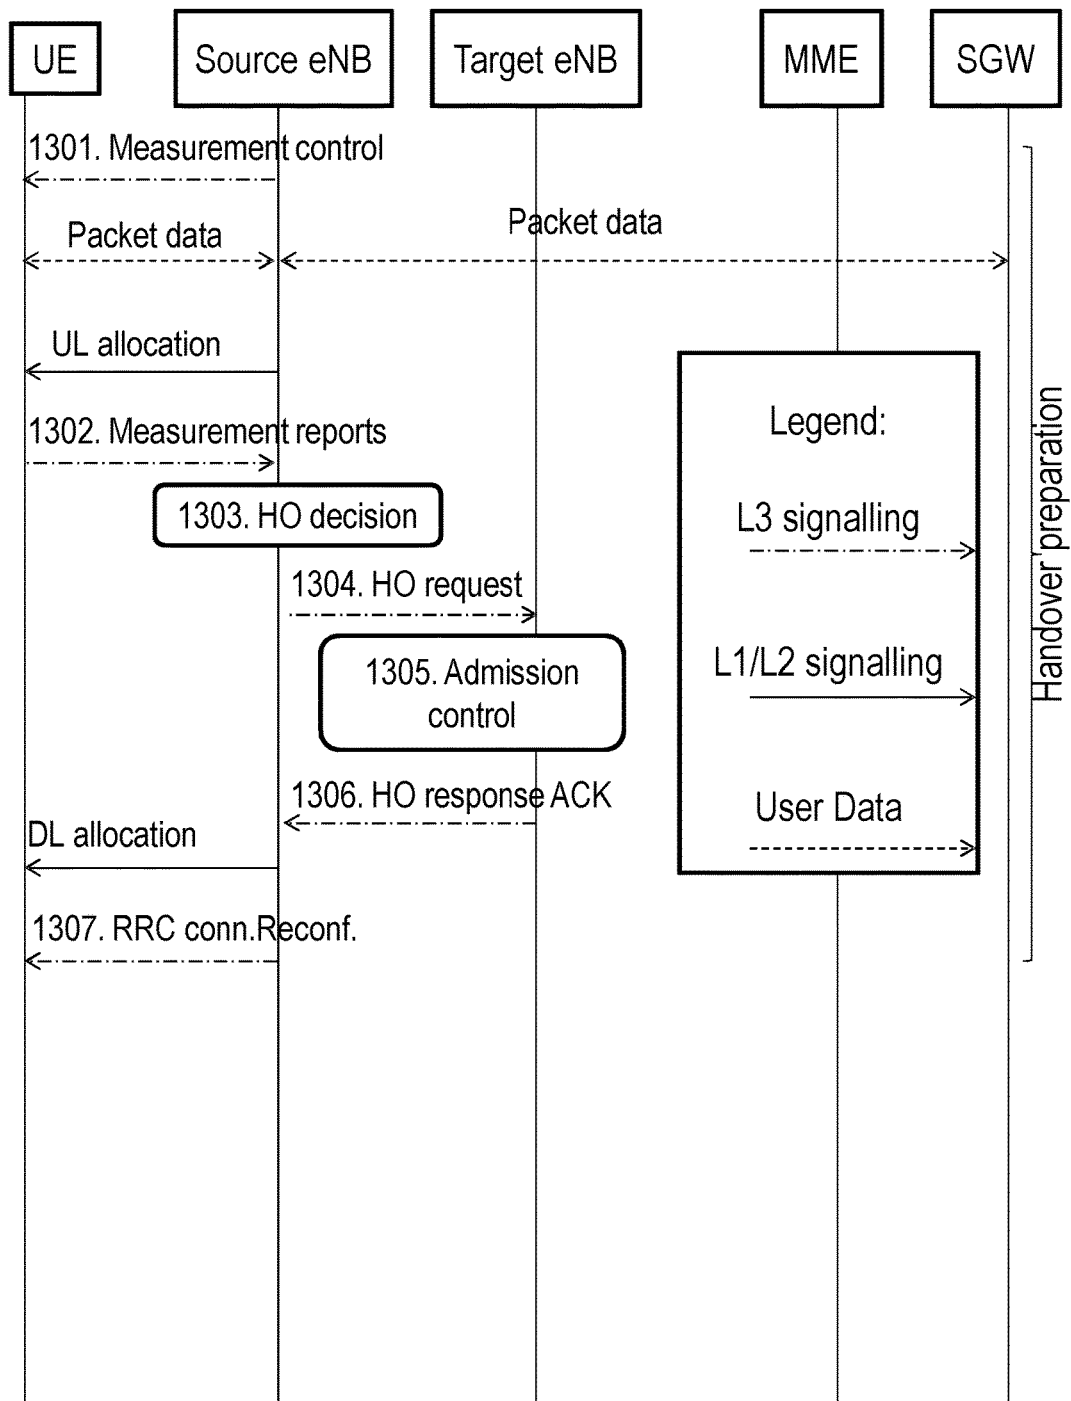 UE
Source eNB
Target eNB
MME
SGW
1301. Measurement control
Packet data
Packet data
UL allocation
1302. Measurement reports
1303. HO decision
1304. HO request
1305. Admission
control
1306. HO response ACK
DL allocation
1307. RRC conn.Reconf.
Legend:
L3 signalling
L1/L2 signalling
User Data
Handover preparation